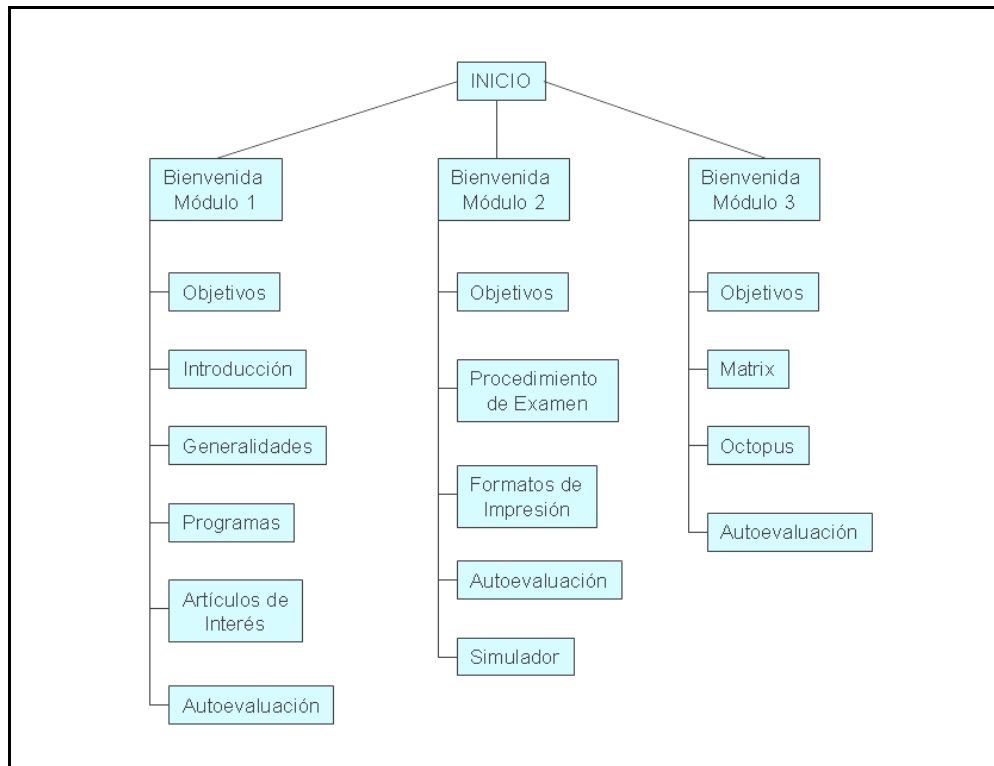 INICIO
Bienvenida
Módulo 1
Objetivos
Introducción
Generalidades
Programas
Artículos de
Interés
Autoevaluación
Bienvenida
Módulo 2
Objetivos
Procedimiento
de Examen
Formatos de
Impresión
Autoevaluación
Simulador
Bienvenida
Módulo 3
Objetivos
Matrix
Octopus
Autoevaluación